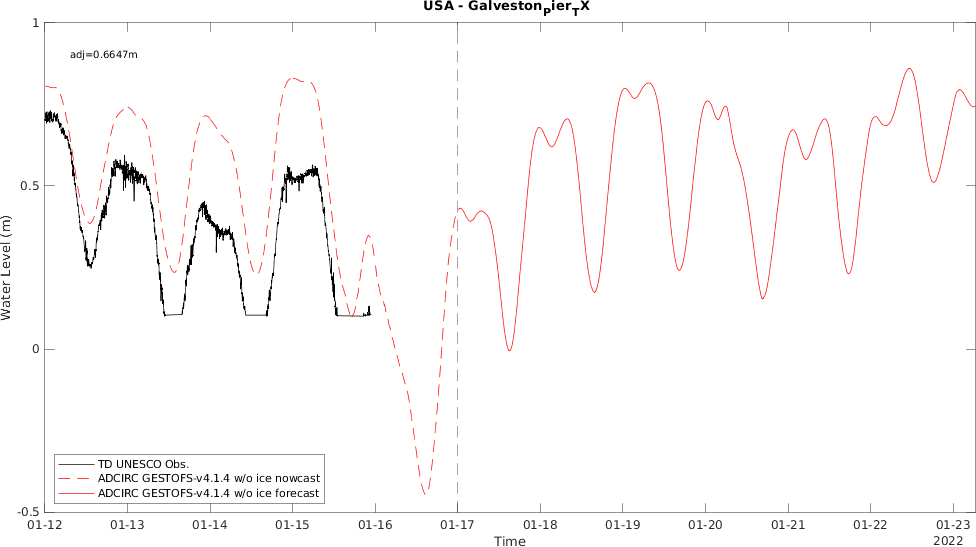 USA - GalvestonPierTX
1
adj=0.6647m
0.5
Water Level (m)
0
TD UNESCO Obs.
ADCIRC GESTOFS-v4.1.4 w/o ice nowcast
ADCIRC GESTOFS-v4.1.4 w/o ice forecast
-0.5
01-12 01-13 01-14 01-15 01-16 01-17 01-18 01-19 01-20 01-21 01-22 01-23
Time
2022